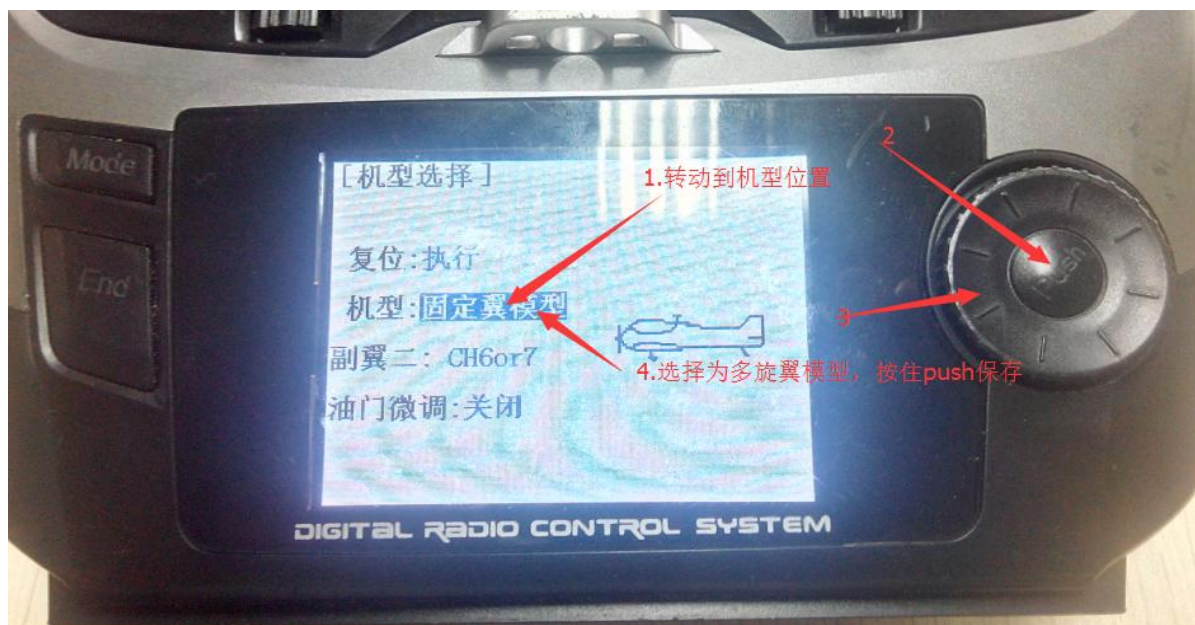 Mode
End
[机型选择]
复位:执行
机型:固定翼模型
副翼二: CH6or7
油门微调:关闭
DIGITAL RADIO CONTROL SYSTEM
Push
1.转动到机型位置
2
3
4.选择为多旋翼模型，按住push保存